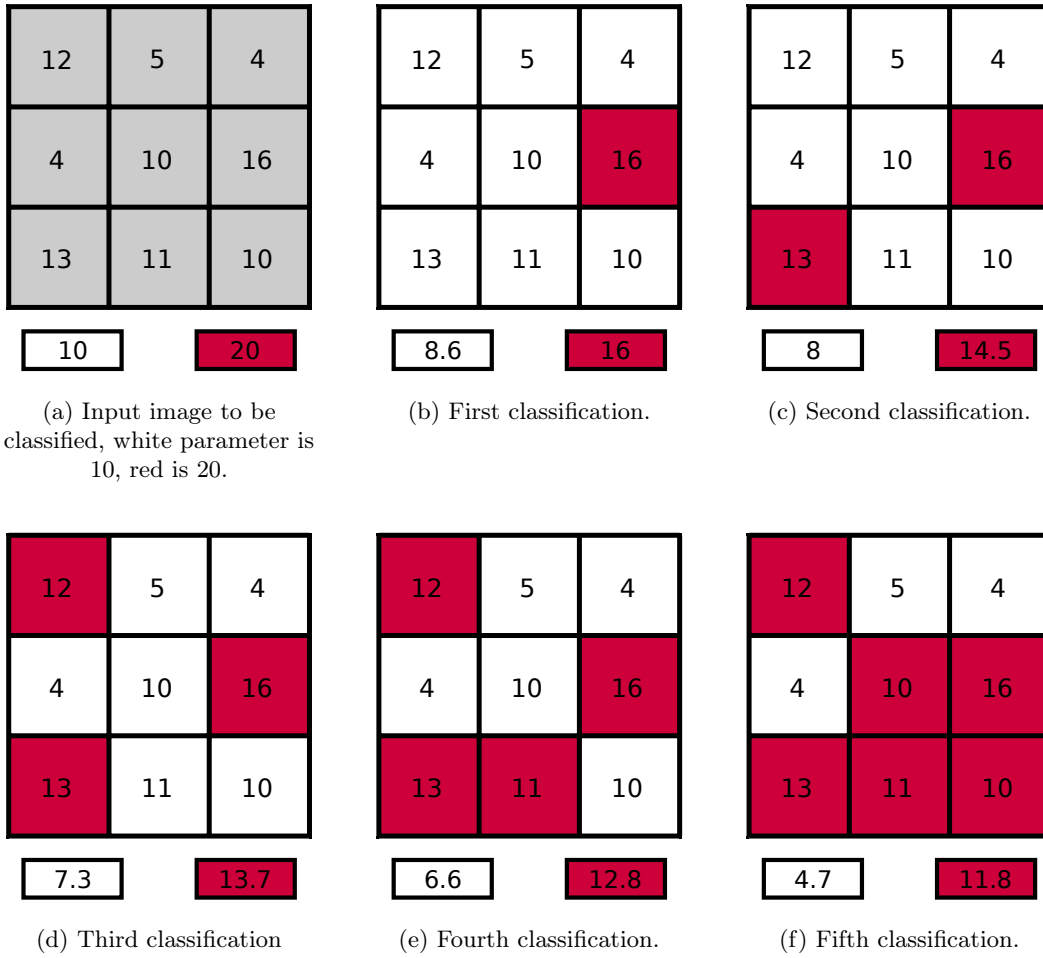 12 5 4 12 5 4 12 5 4
4 10 16 4 10 16 4 10 16
13 11 10 13 11 10 13 11 10
10 20 8.6 16 8 14.5
(a) Input image to be
classified, white parameter is
10, red is 20.
(b) First classification.
(c) Second classification.
12 5 4 12 5 4 12 5 4
4 10 16 4 10 16 4 10 16
13 11 10 13 11 10 13 11 10
7.3 13.7 6.6 12.8 4.7 11.8
(d) Third classification
(e) Fourth classification.
(f) Fifth classification.